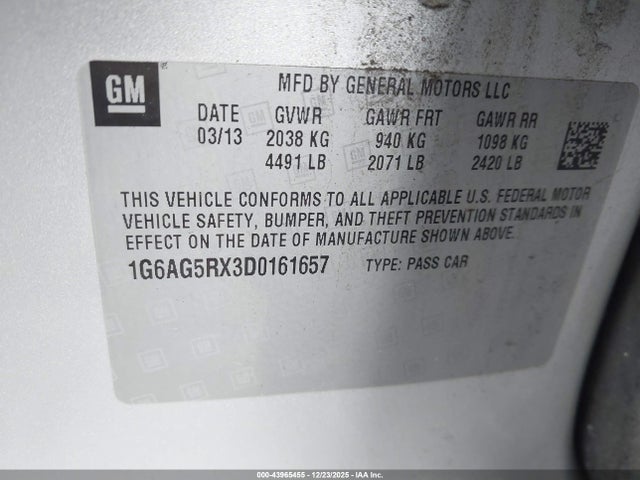 GM
MFD BY GENERAL MOTORS LLC
DATE GVWR GAWR FRT GAWR RR
03/13 2038 KG 940 KG 1098 KG
4491 LB 2071 LB 2420 LB
THIS VEHICLE CONFORMS TO ALL APPLICABLE U.S. FEDERAL MOTOR
VEHICLE SAFETY, BUMPER, AND THEFT PREVENTION STANDARDS IN
EFFECT ON THE DATE OF MANUFACTURE SHOWN ABOVE.
1G6AG5RX3D0161657 TYPE: PASS CAR
000-43965455 - 12/23/2025 - IAA Inc.